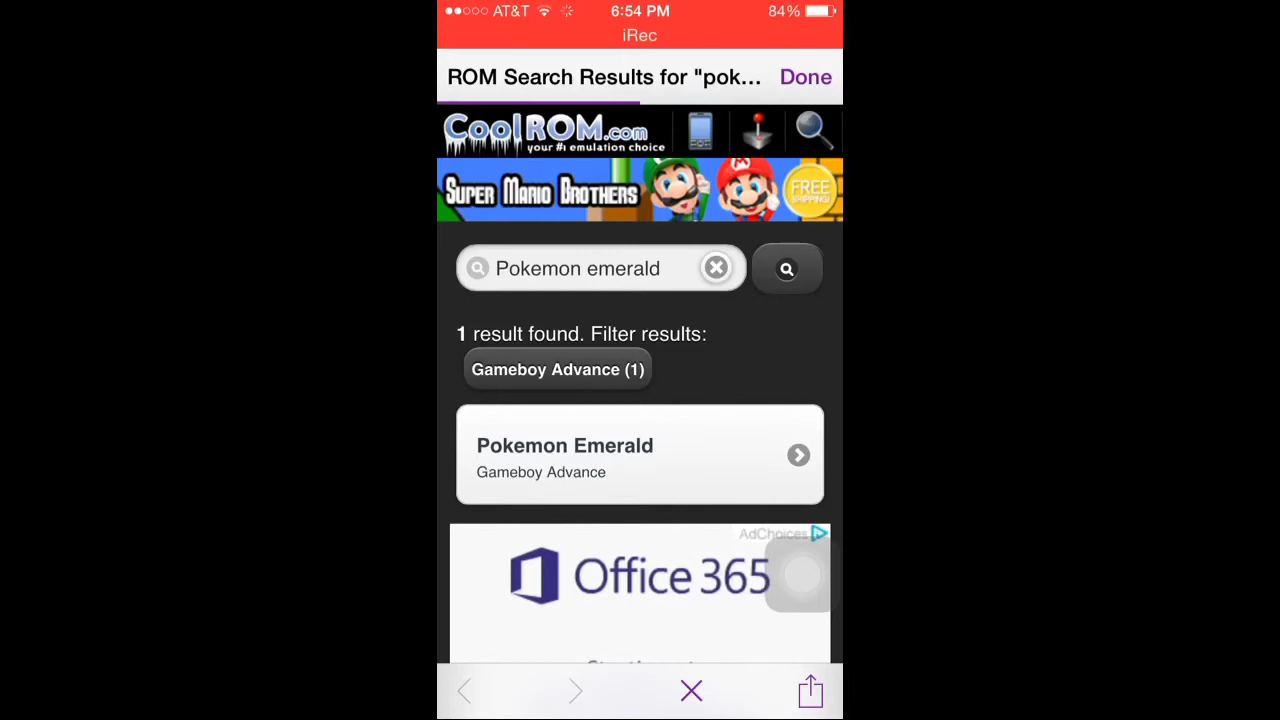 AT&T 6:54 PM 84%
iRec
ROM Search Results for "pok... Done
CoolROM.com
your #1 emulation choice
SUPER MARIO BROTHERS FREE
SHIPPING!
Pokemon emerald
1 result found. Filter results:
Gameboy Advance (1)
Pokemon Emerald
Gameboy Advance
AdChoices
Office 365